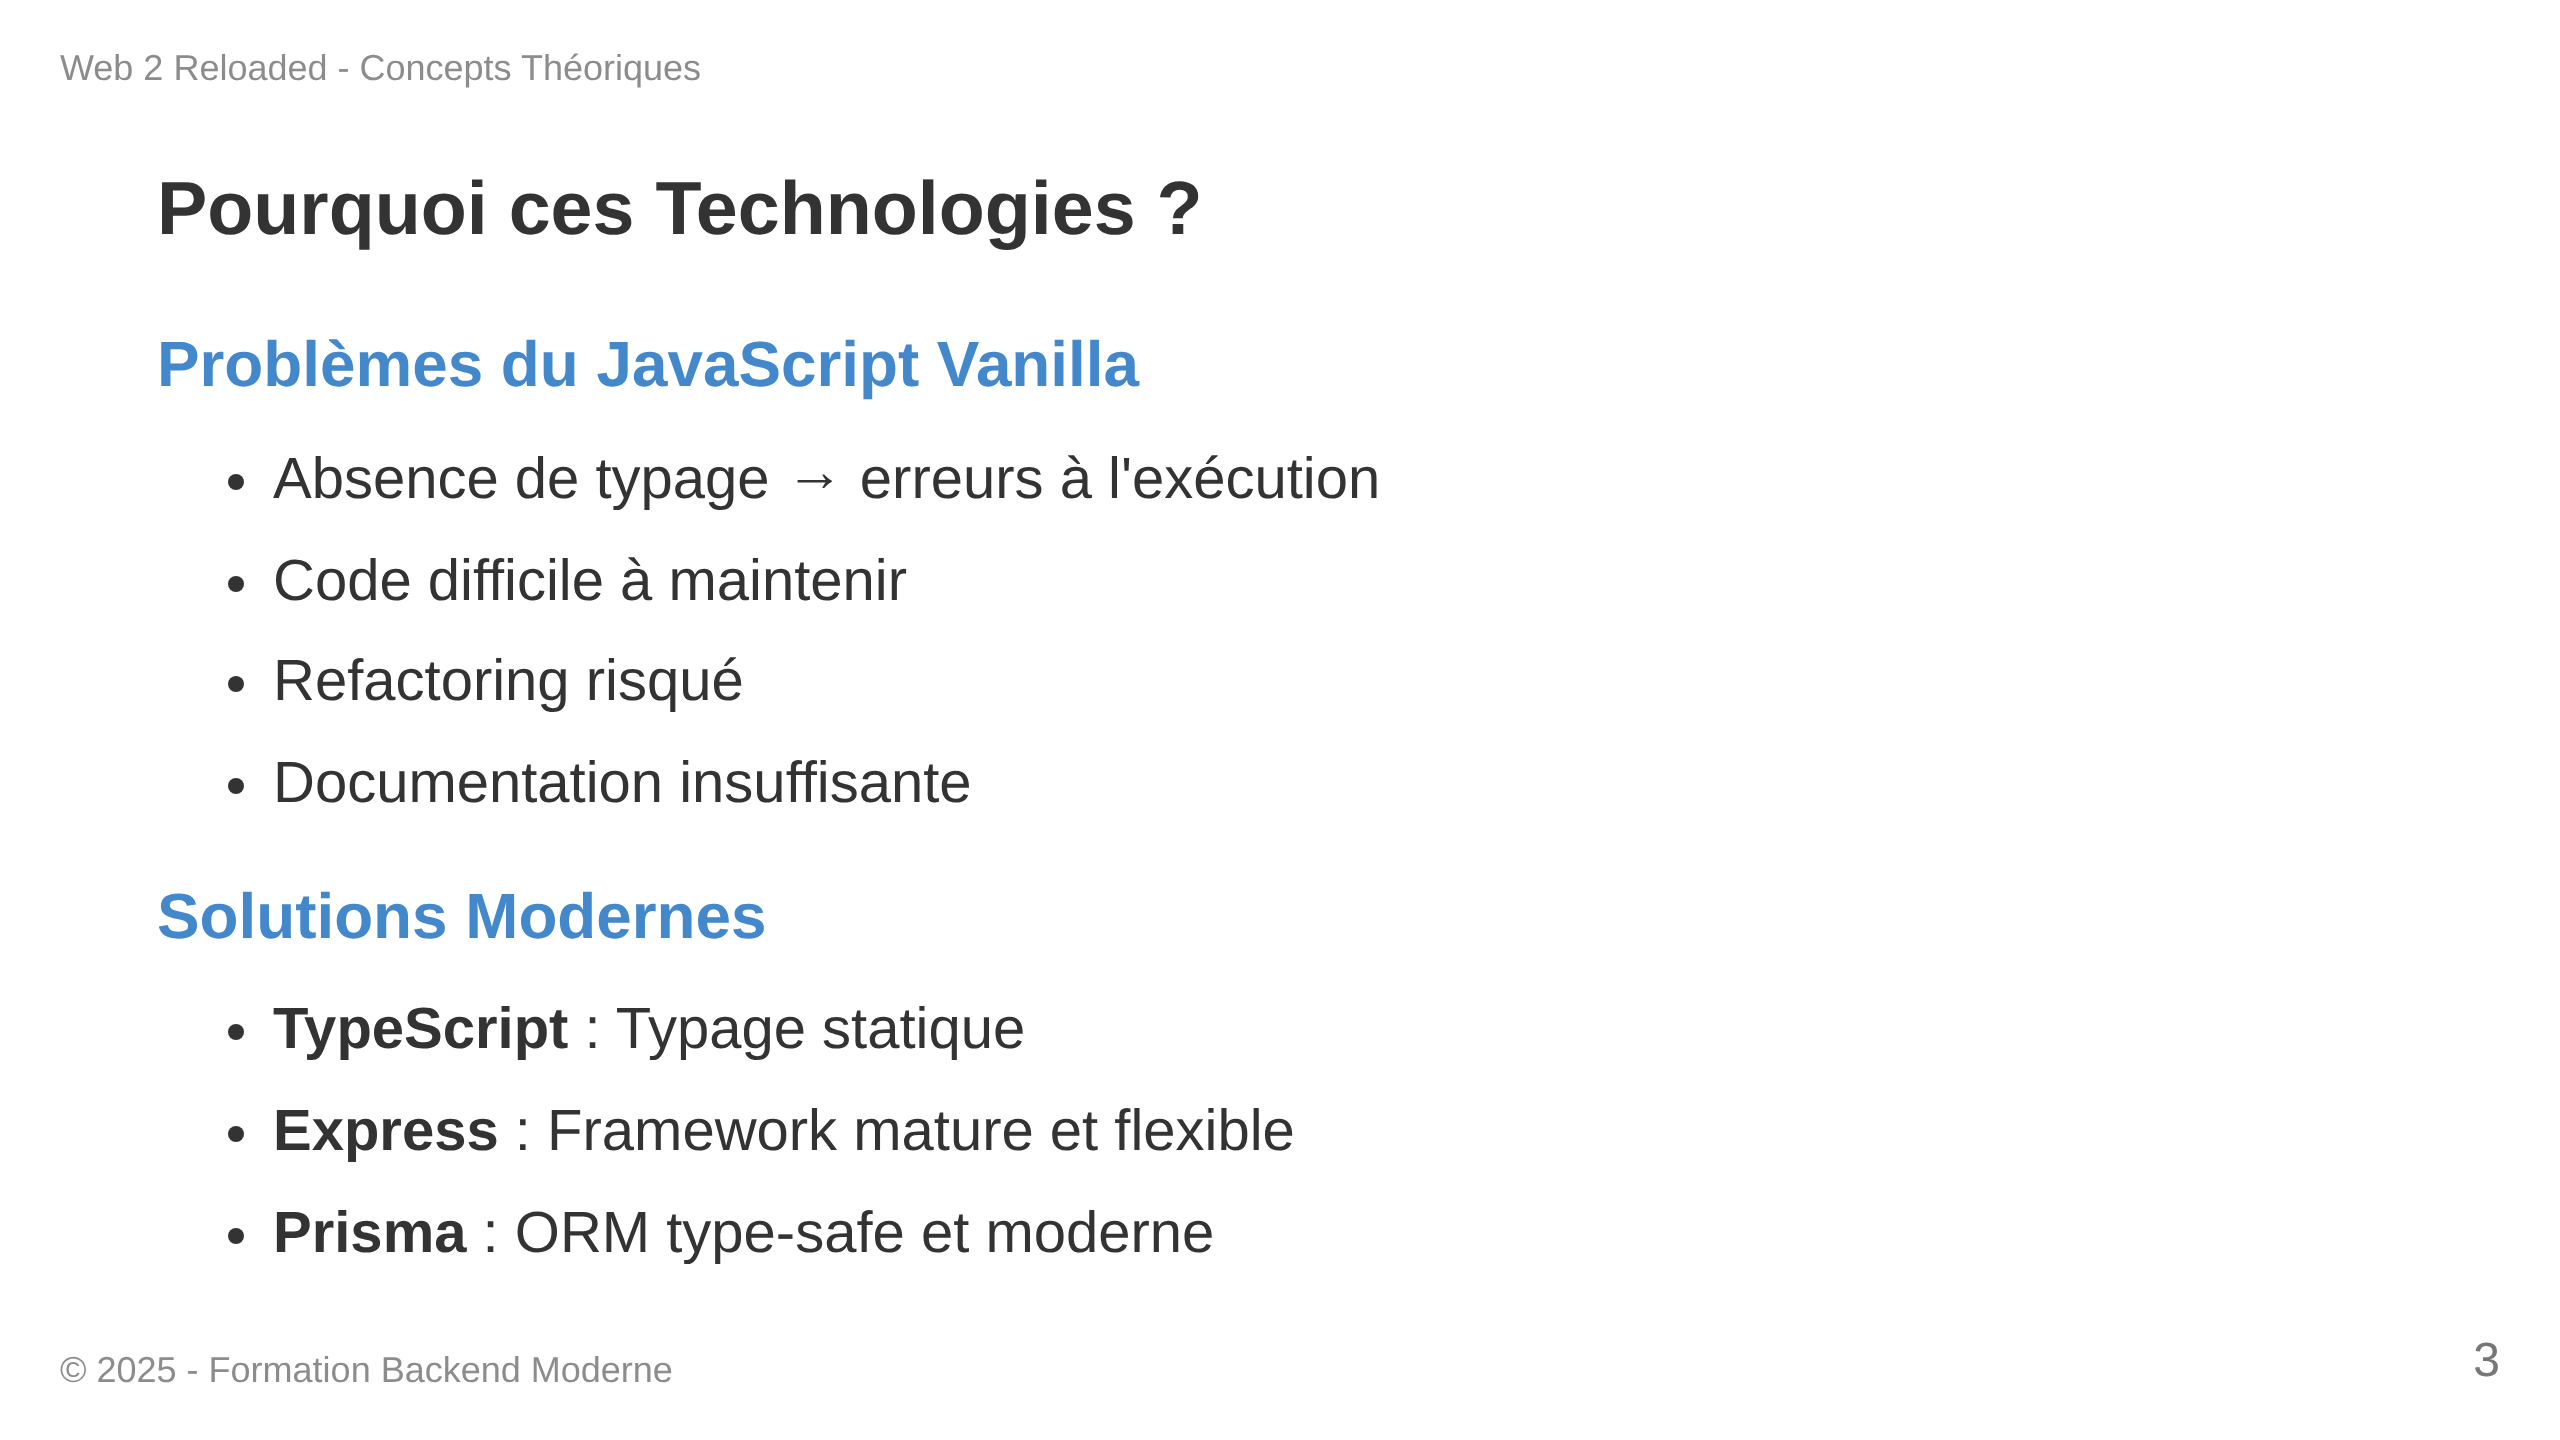 Web 2 Reloaded - Concepts Théoriques
Pourquoi ces Technologies ?
Problèmes du JavaScript Vanilla
• Absence de typage → erreurs à l'exécution
• Code difficile à maintenir
• Refactoring risqué
• Documentation insuffisante
Solutions Modernes
• TypeScript : Typage statique
• Express : Framework mature et flexible
• Prisma : ORM type-safe et moderne
© 2025 - Formation Backend Moderne
3